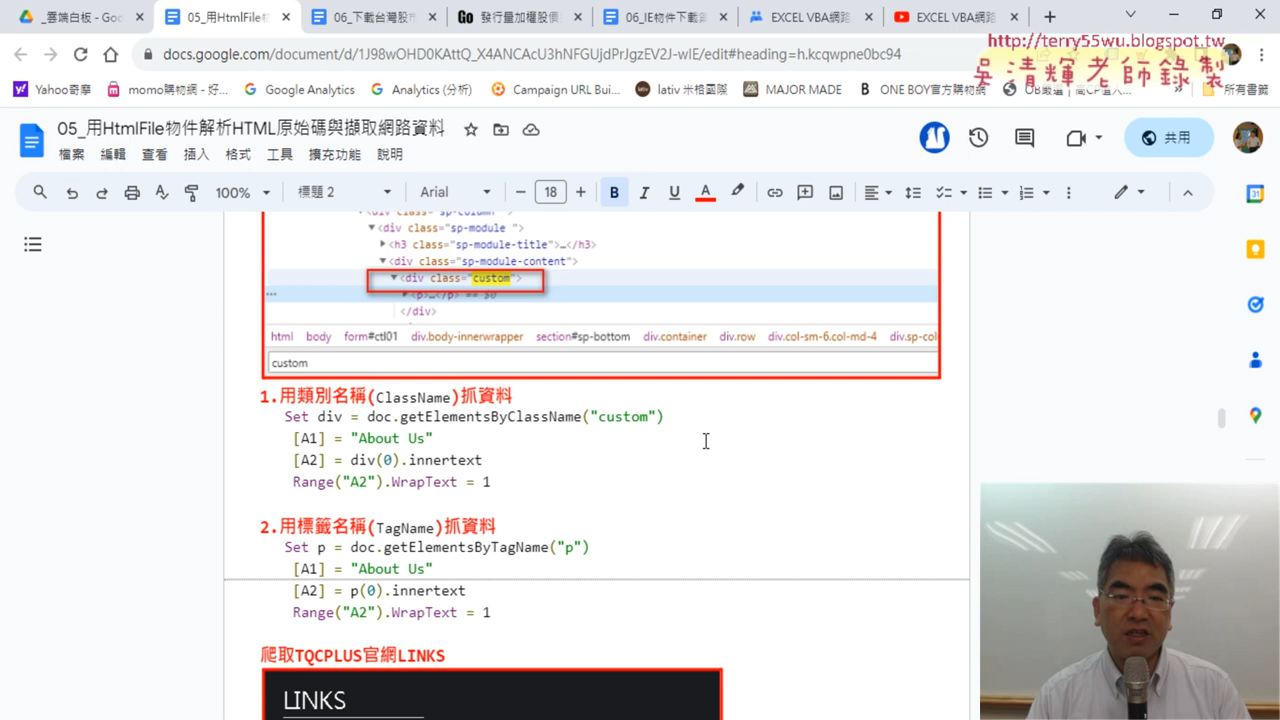 _雲端白板 - Goo
05_用HtmlFile物件
06_下載台灣股市
發行量加權股價
06_IE物件下載
EXCEL VBA網路
EXCEL VBA網路
http://terry55wu.blogspot.tw
吳清輝老師錄製
docs.google.com/document/d/1J98wOHD0KAttQ_X4ANCAcU3hNFGUjdPrJgzEV2J-wIE/edit#heading=h.kcqwpne0bc94
Yahoo奇摩
momo購物網 - 好...
Google Analytics
Analytics (分析)
Campaign URL Bui...
lativ 米格國際
MAJOR MADE
ONE BOY官方購物網
所有書籤
05_用HtmlFile物件解析HTML原始碼與擷取網路資料
檔案 編輯 查看 插入 格式 工具 擴充功能 說明
共用
100% 標題 2 Arial 18
<div class="sp-column">
<div class="sp-module ">
<h3 class="sp-module-title">…</h3>
<div class="sp-module-content">
<div class="custom">
<p>…</p> == $0
</div>
html body form#ctl01 div.body-innerwrapper section#sp-bottom div.container div.row div.col-sm-6.col-md-4 div.sp-col
custom
1.用類別名稱(ClassName)抓資料
Set div = doc.getElementsByClassName("custom")
[A1] = "About Us"
[A2] = div(0).innertext
Range("A2").WrapText = 1
2.用標籤名稱(TagName)抓資料
Set p = doc.getElementsByTagName("p")
[A1] = "About Us"
[A2] = p(0).innertext
Range("A2").WrapText = 1
爬取TQCPLUS官網LINKS
LINKS